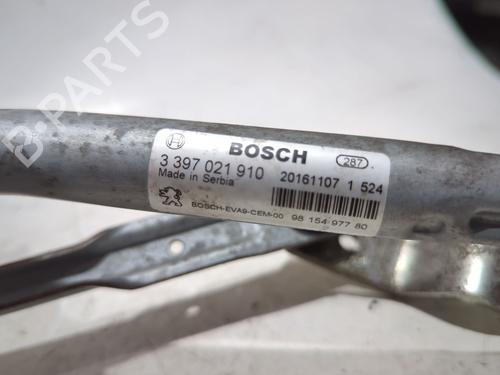 BOSCH
287
3 397 021 910
20161107 1 524
Made in Serbia
BOSCH-EVA9-CEM-00
98 154 977 80
B-PARTS